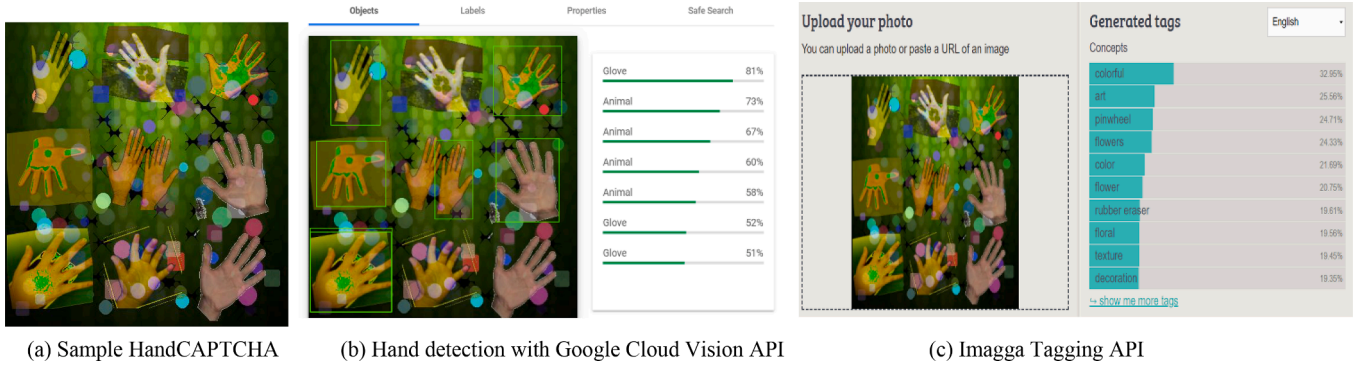 Objects
Labels
Properties
Safe Search
Glove 81%
Animal 73%
Animal 67%
Animal 60%
Animal 58%
Glove 52%
Glove 51%
Upload your photo
You can upload a photo or paste a URL of an image
Generated tags
English
Concepts
colorful 32.95%
art 25.56%
pinwheel 24.71%
flowers 24.33%
color 21.69%
flower 20.75%
rubber eraser 19.61%
floral 19.56%
texture 19.45%
decoration 19.35%
↪ show me more tags
(a) Sample HandCAPTCHA
(b) Hand detection with Google Cloud Vision API
(c) Imagga Tagging API